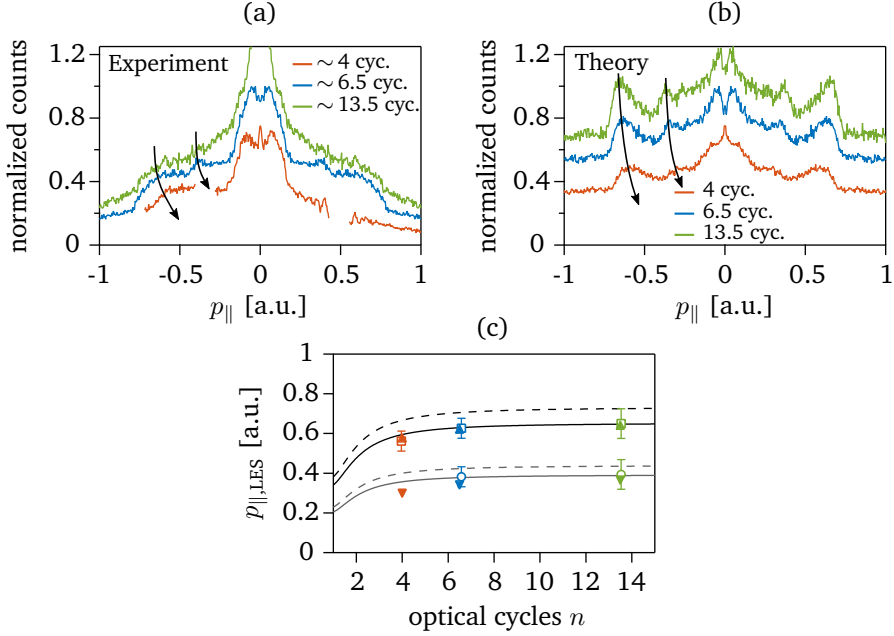 (a)
normalized counts
1.2
0.8
0.4
0
Experiment
∼ 4 cyc.
∼ 6.5 cyc.
∼ 13.5 cyc.
-1 -0.5 0 0.5 1
p∥ [a.u.]
(b)
normalized counts
1.2
0.8
0.4
0
Theory
4 cyc.
6.5 cyc.
13.5 cyc.
-1 -0.5 0 0.5 1
p∥ [a.u.]
(c)
p∥,LES [a.u.]
1
0.8
0.6
0.4
0.2
0
2 4 6 8 10 12 14
optical cycles n